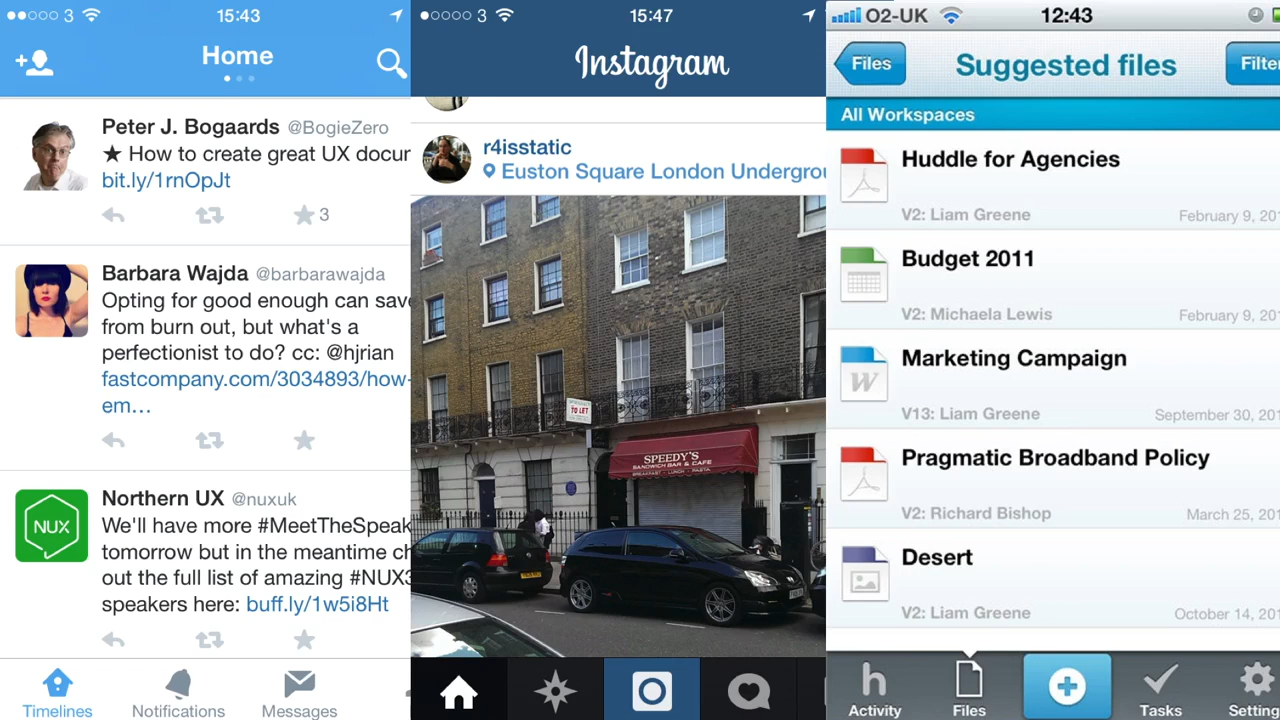 3 15:43
Home
Peter J. Bogaards @BogieZero
★ How to create great UX docur
bit.ly/1rnOpJt
3
Barbara Wajda @barbarawajda
Opting for good enough can save
from burn out, but what's a
perfectionist to do? cc: @hjrian
fastcompany.com/3034893/how-
em…
NUX
Northern UX @nuxuk
We'll have more #MeetTheSpeak
tomorrow but in the meantime ch
out the full list of amazing #NUX3
speakers here: buff.ly/1w5i8Ht
Timelines Notifications Messages
3 15:47
Instagram
r4isstatic
Euston Square London Undergrou
TO LET
SPEEDY'S
SANDWICH BAR & CAFE
BREAKFAST - LUNCH - PASTA
O2-UK 12:43
Files Suggested files Filter
All Workspaces
Huddle for Agencies
V2: Liam Greene February 9, 201
Budget 2011
V2: Michaela Lewis February 9, 201
W
Marketing Campaign
V13: Liam Greene September 30, 201
Pragmatic Broadband Policy
V2: Richard Bishop March 25, 201
Desert
V2: Liam Greene October 14, 201
h
Activity Files Tasks Setting